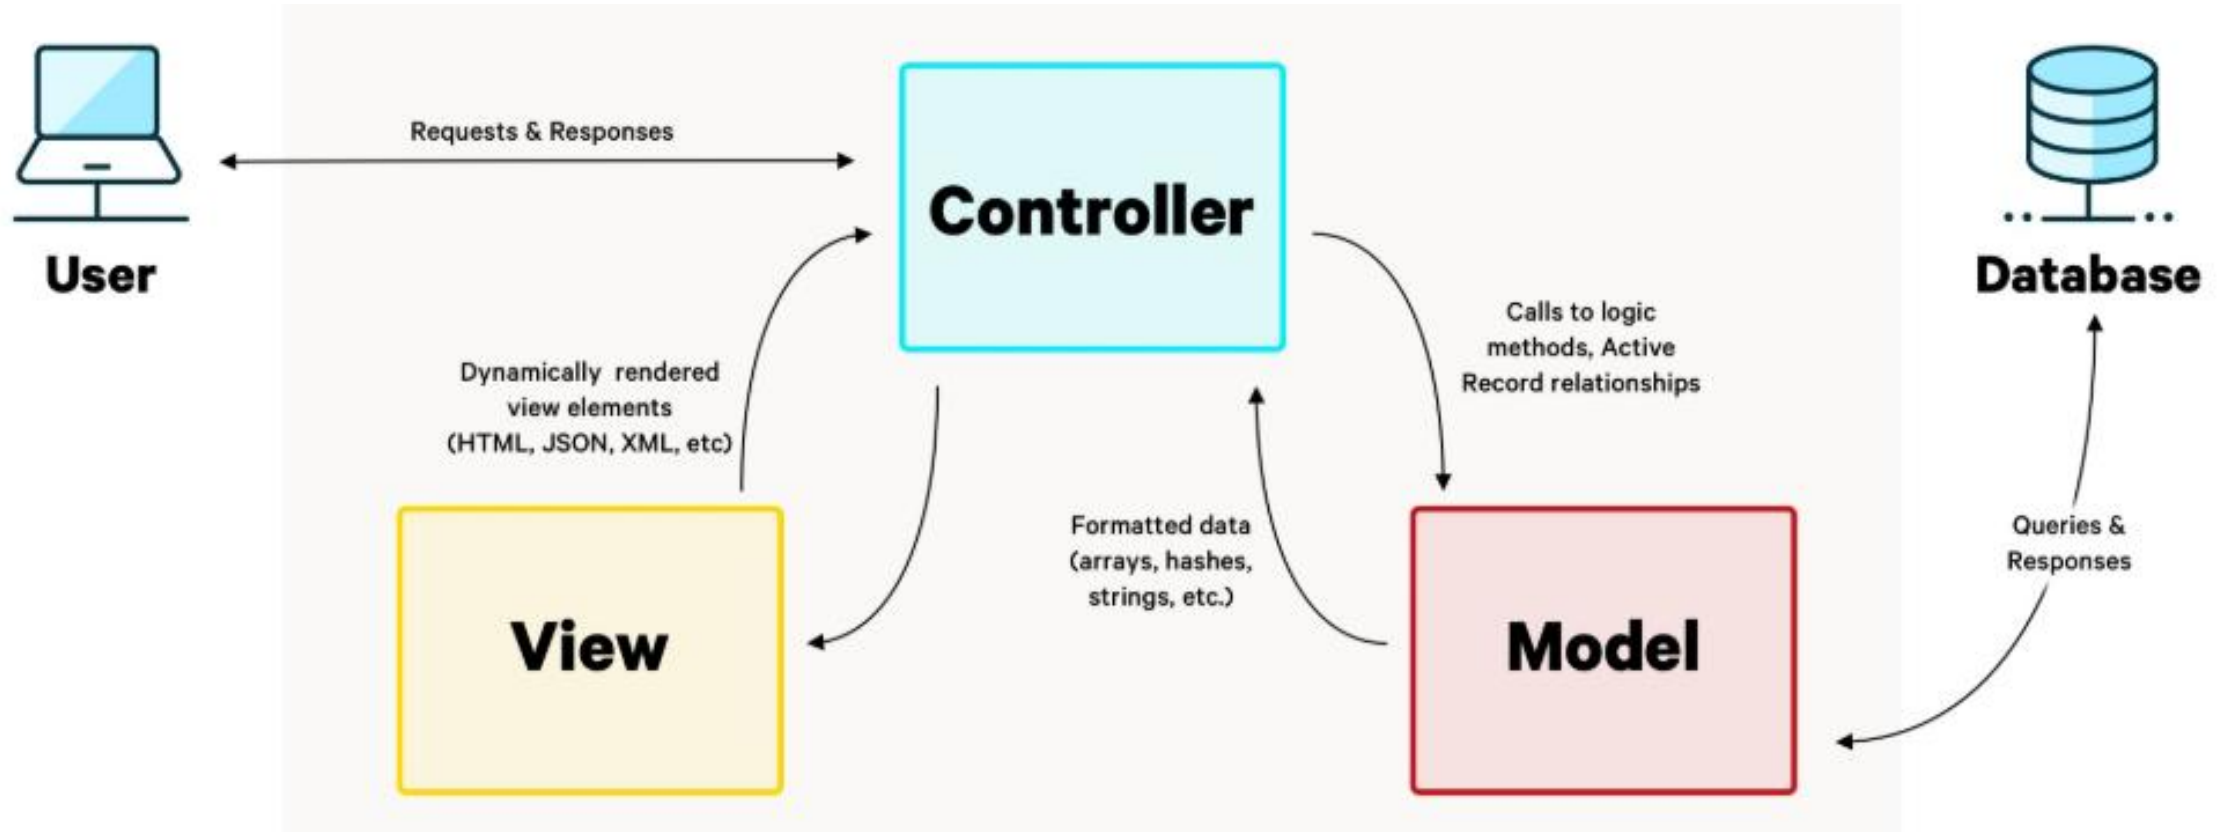 Requests & Responses
Controller
User
Database
Calls to logic
methods, Active
Record relationships
Dynamically rendered
view elements
(HTML, JSON, XML, etc)
Formatted data
(arrays, hashes,
strings, etc.)
Queries &
Responses
View
Model